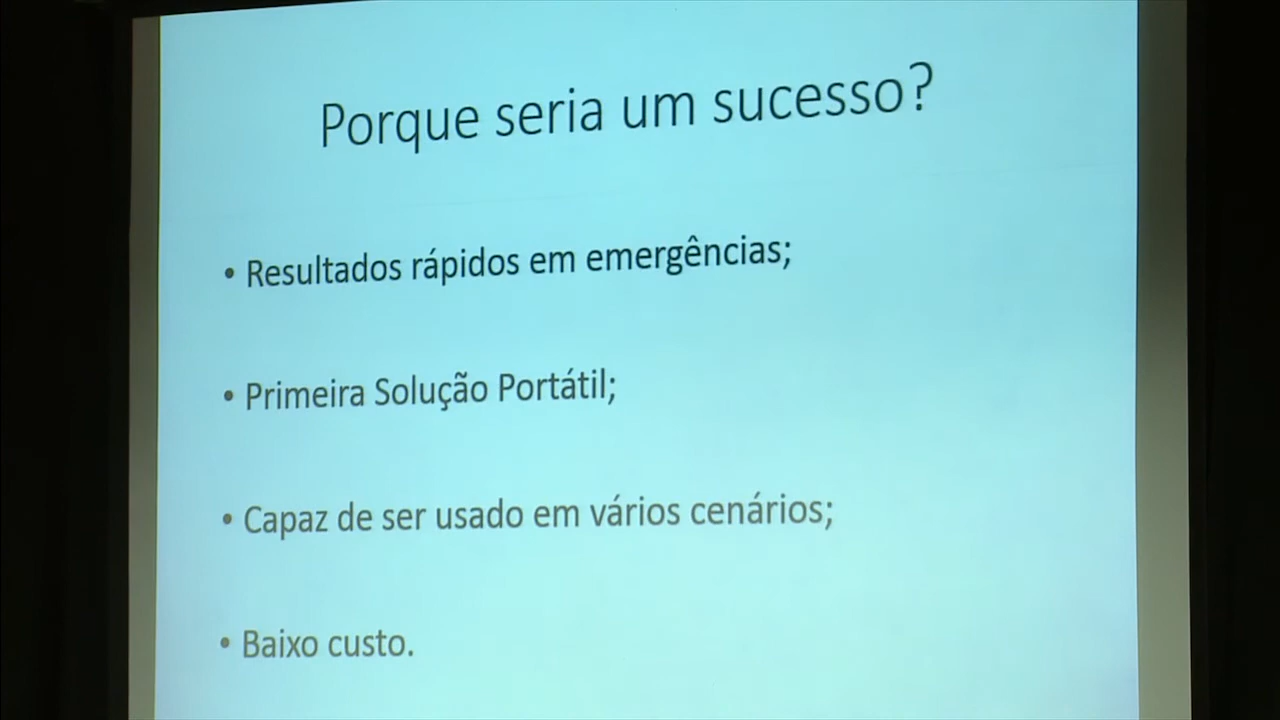 Porque seria um sucesso?
• Resultados rápidos em emergências;
• Primeira Solução Portátil;
• Capaz de ser usado em vários cenários;
• Baixo custo.